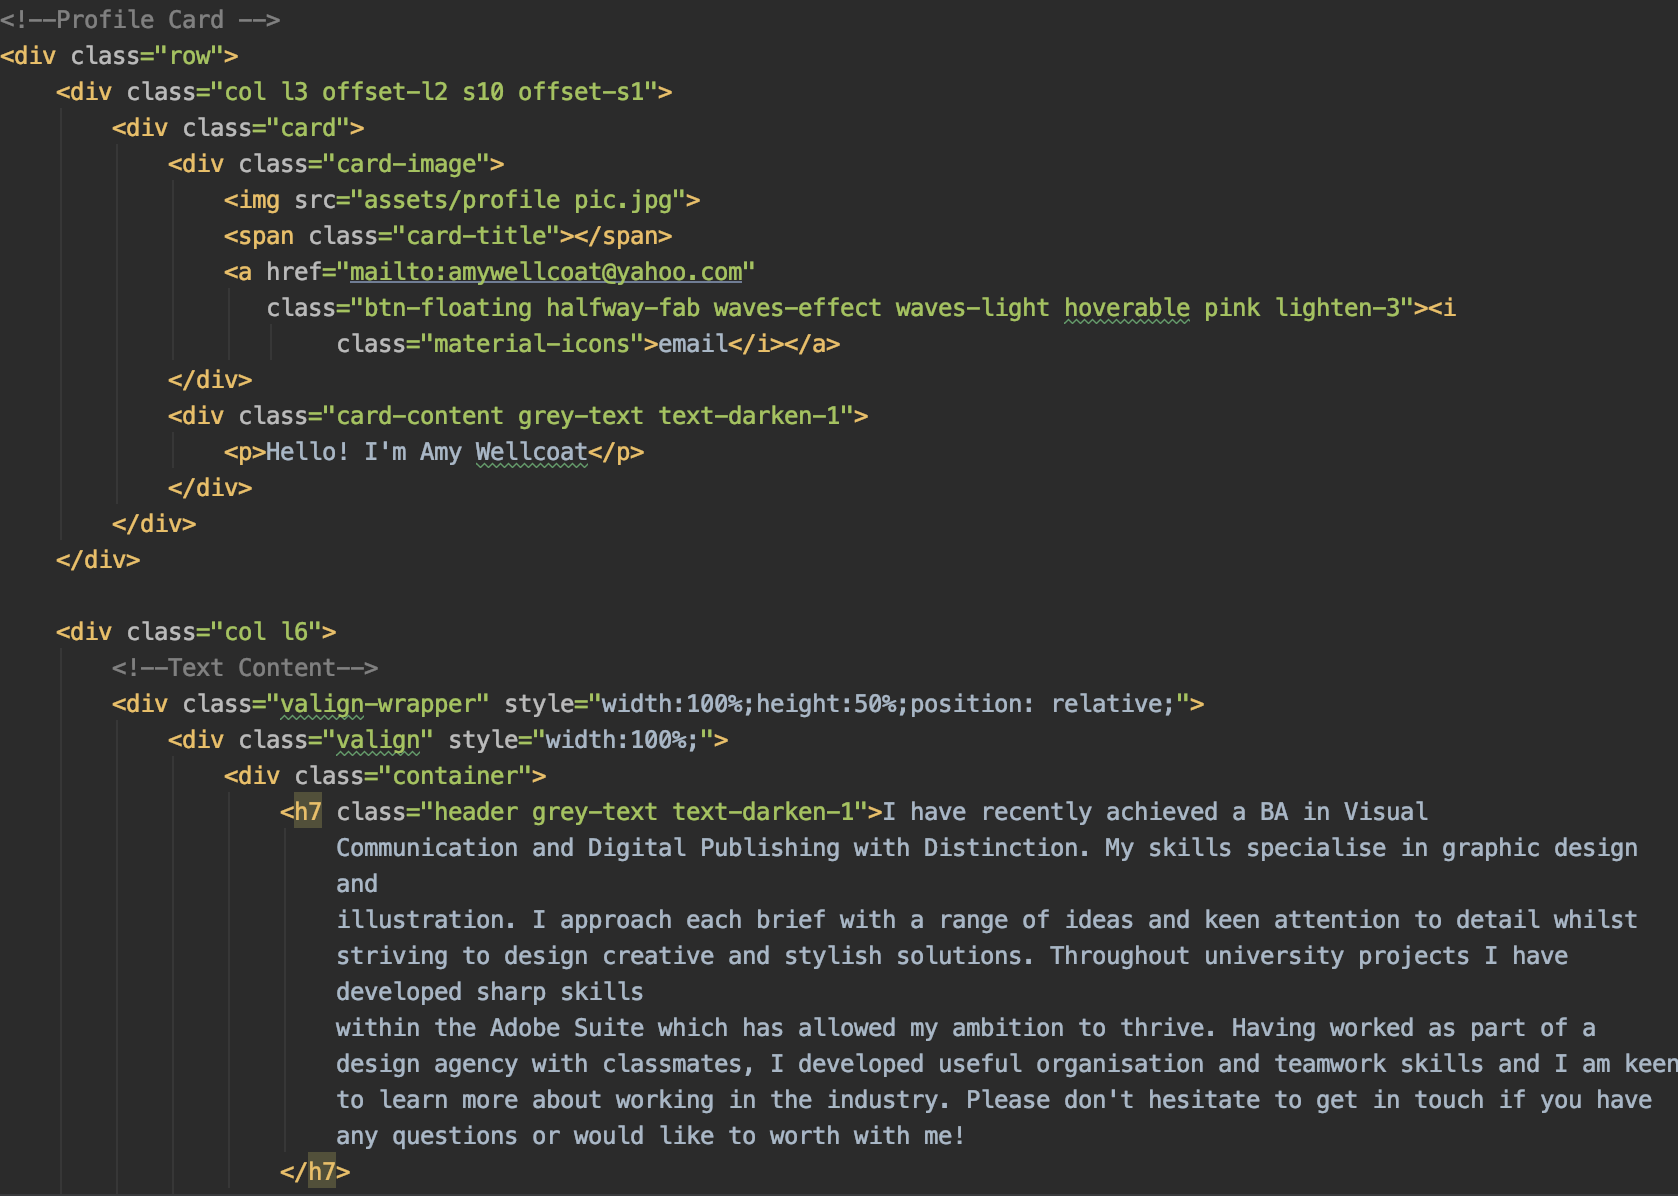 <!--Profile Card -->
<div class="row">
    <div class="col l3 offset-l2 s10 offset-s1">
        <div class="card">
            <div class="card-image">
                <img src="assets/profile pic.jpg">
                <span class="card-title"></span>
                <a href="mailto:amywellcoat@yahoo.com"
                   class="btn-floating halfway-fab waves-effect waves-light hoverable pink lighten-3"><i
                        class="material-icons">email</i></a>
            </div>
            <div class="card-content grey-text text-darken-1">
                <p>Hello! I'm Amy Wellcoat</p>
            </div>
        </div>
    </div>

    <div class="col l6">
        <!--Text Content-->
        <div class="valign-wrapper" style="width:100%;height:50%;position: relative;">
            <div class="valign" style="width:100%;">
                <div class="container">
                    <h7 class="header grey-text text-darken-1">I have recently achieved a BA in Visual
                        Communication and Digital Publishing with Distinction. My skills specialise in graphic design
                        and
                        illustration. I approach each brief with a range of ideas and keen attention to detail whilst
                        striving to design creative and stylish solutions. Throughout university projects I have
                        developed sharp skills
                        within the Adobe Suite which has allowed my ambition to thrive. Having worked as part of a
                        design agency with classmates, I developed useful organisation and teamwork skills and I am keen
                        to learn more about working in the industry. Please don't hesitate to get in touch if you have
                        any questions or would like to worth with me!
                    </h7>